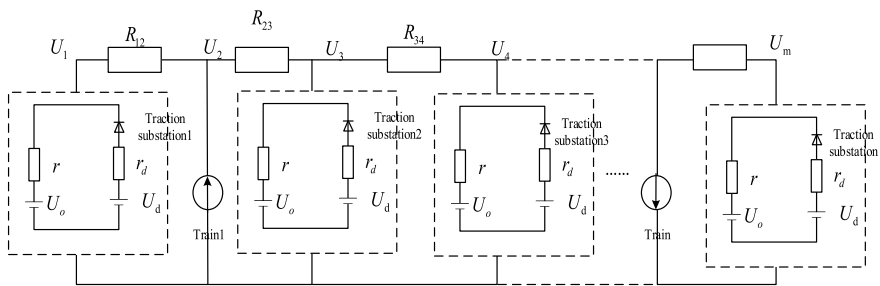 U1 R12 U2 R23 U3 R34 U4 Um
Traction substation1
r rd
Uo Ud
Train1
Traction substation2
r rd
Uo Ud
Traction substation3
r rd
Uo Ud
......
Train
Traction substation
r rd
Uo Ud